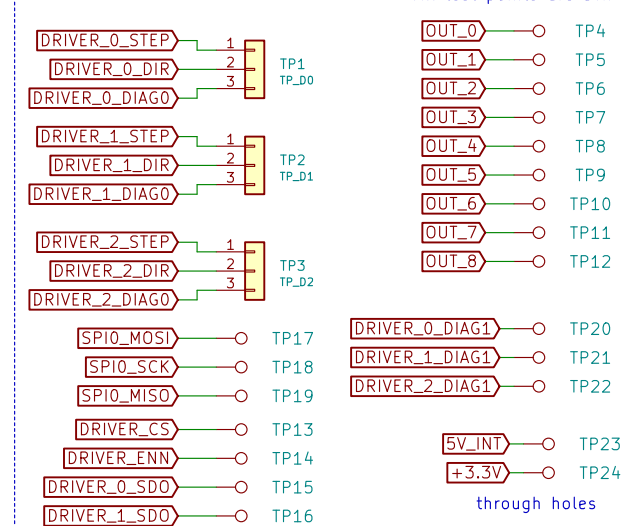 DRIVER_0_STEP 1
DRIVER_0_DIR 2 TP1
DRIVER_0_DIAG0 3 TP_D0
DRIVER_1_STEP 1
DRIVER_1_DIR 2 TP2
DRIVER_1_DIAG0 3 TP_D1
DRIVER_2_STEP 1
DRIVER_2_DIR 2 TP3
DRIVER_2_DIAG0 3 TP_D2
SPI0_MOSI TP17
SPI0_SCK TP18
SPI0_MISO TP19
DRIVER_CS TP13
DRIVER_ENN TP14
DRIVER_0_SDO TP15
DRIVER_1_SDO TP16
OUT_0 TP4
OUT_1 TP5
OUT_2 TP6
OUT_3 TP7
OUT_4 TP8
OUT_5 TP9
OUT_6 TP10
OUT_7 TP11
OUT_8 TP12
DRIVER_0_DIAG1 TP20
DRIVER_1_DIAG1 TP21
DRIVER_2_DIAG1 TP22
5V_INT TP23
+3.3V TP24
through holes